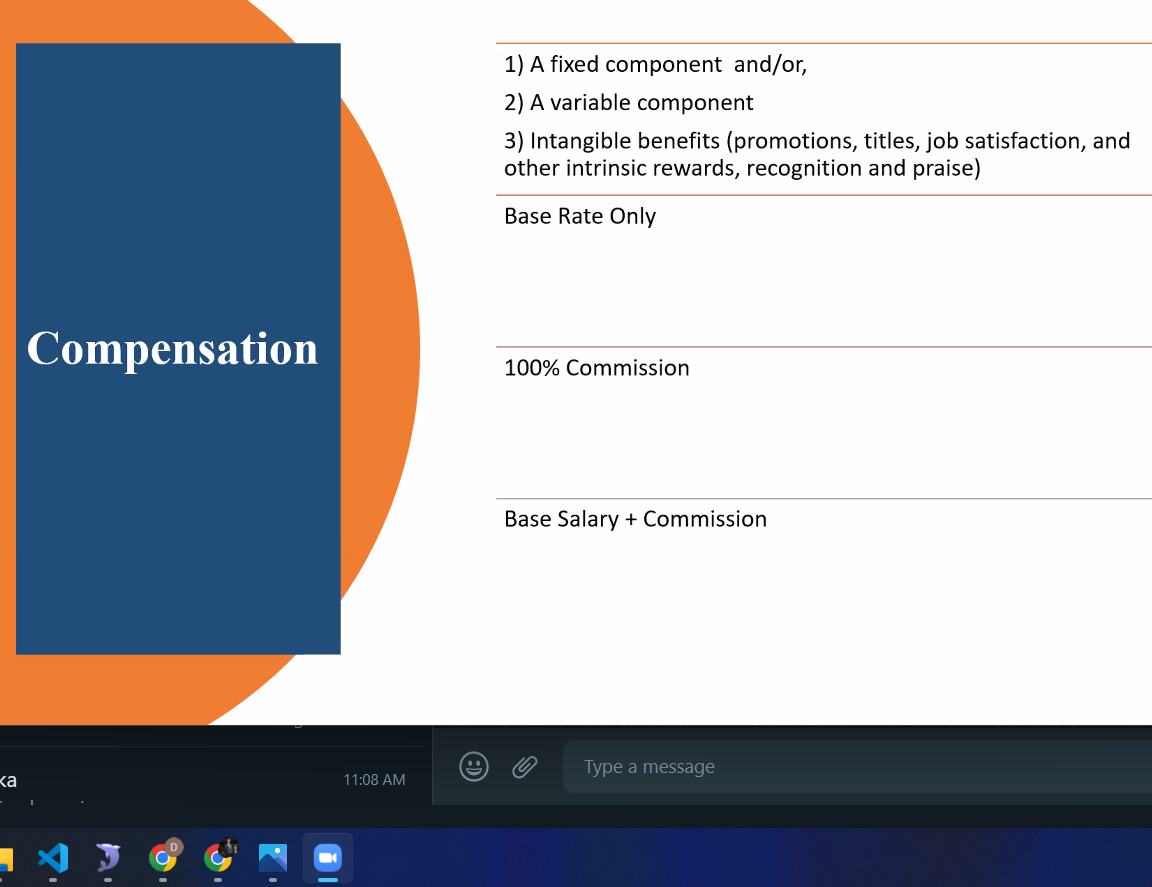 Compensation
1) A fixed component  and/or,
2) A variable component
3) Intangible benefits (promotions, titles, job satisfaction, and
other intrinsic rewards, recognition and praise)
Base Rate Only
100% Commission
Base Salary + Commission
ka
11:08 AM
Type a message
D